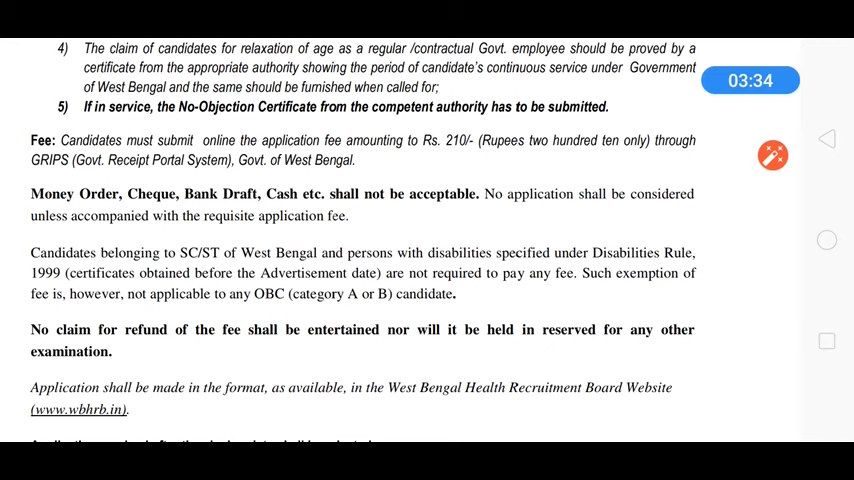 4) The claim of candidates for relaxation of age as a regular /contractual Govt. employee should be proved by a
certificate from the appropriate authority showing the period of candidate's continuous service under Government
of West Bengal and the same should be furnished when called for;
5) If in service, the No-Objection Certificate from the competent authority has to be submitted.
03:34
Fee: Candidates must submit online the application fee amounting to Rs. 210/- (Rupees two hundred ten only) through
GRIPS (Govt. Receipt Portal System), Govt. of West Bengal.
Money Order, Cheque, Bank Draft, Cash etc. shall not be acceptable. No application shall be considered
unless accompanied with the requisite application fee.
Candidates belonging to SC/ST of West Bengal and persons with disabilities specified under Disabilities Rule,
1999 (certificates obtained before the Advertisement date) are not required to pay any fee. Such exemption of
fee is, however, not applicable to any OBC (category A or B) candidate.
No claim for refund of the fee shall be entertained nor will it be held in reserved for any other
examination.
Application shall be made in the format, as available, in the West Bengal Health Recruitment Board Website
(www.wbhrb.in).